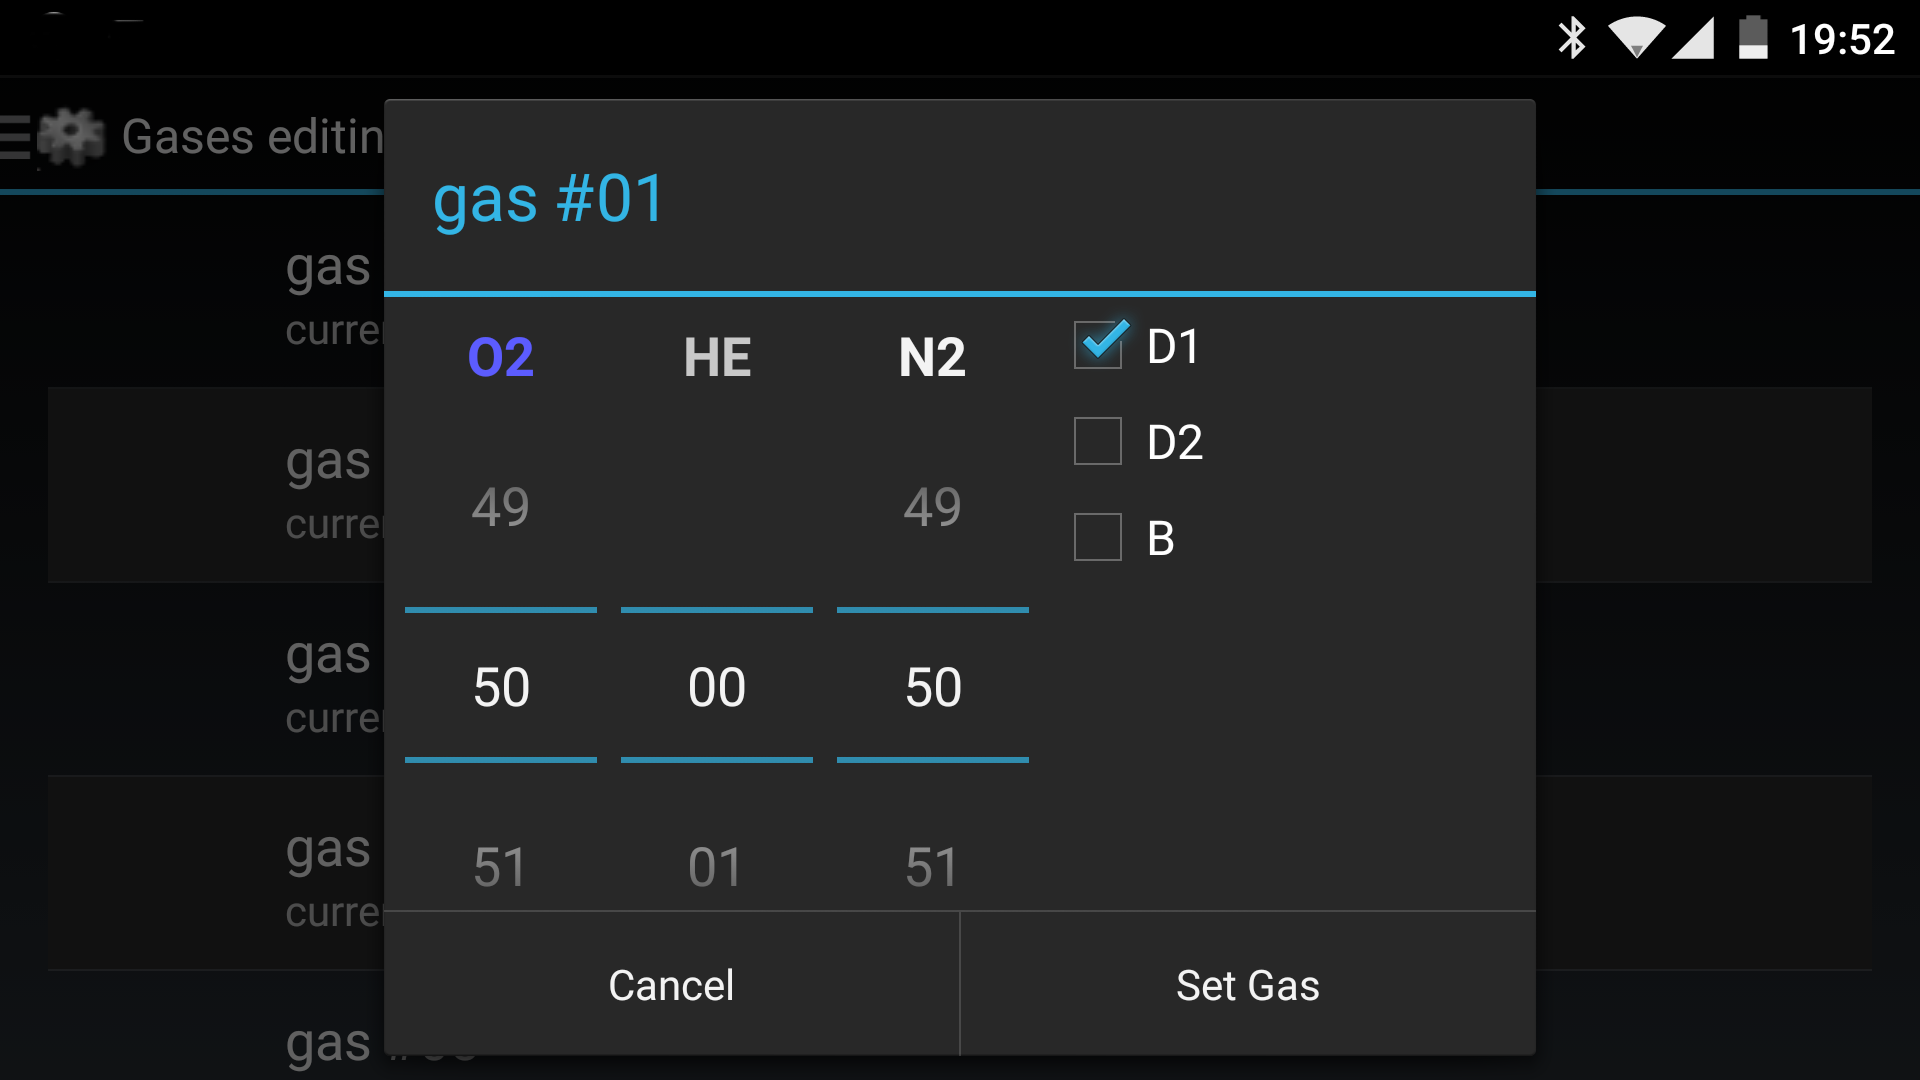 19:52
Gases editin
gas #01
gas
curre
O2 HE N2
D1
D2
B
gas
curre
49 49
gas
curre
50 00 50
gas
curre
51 01 51
Cancel Set Gas
gas